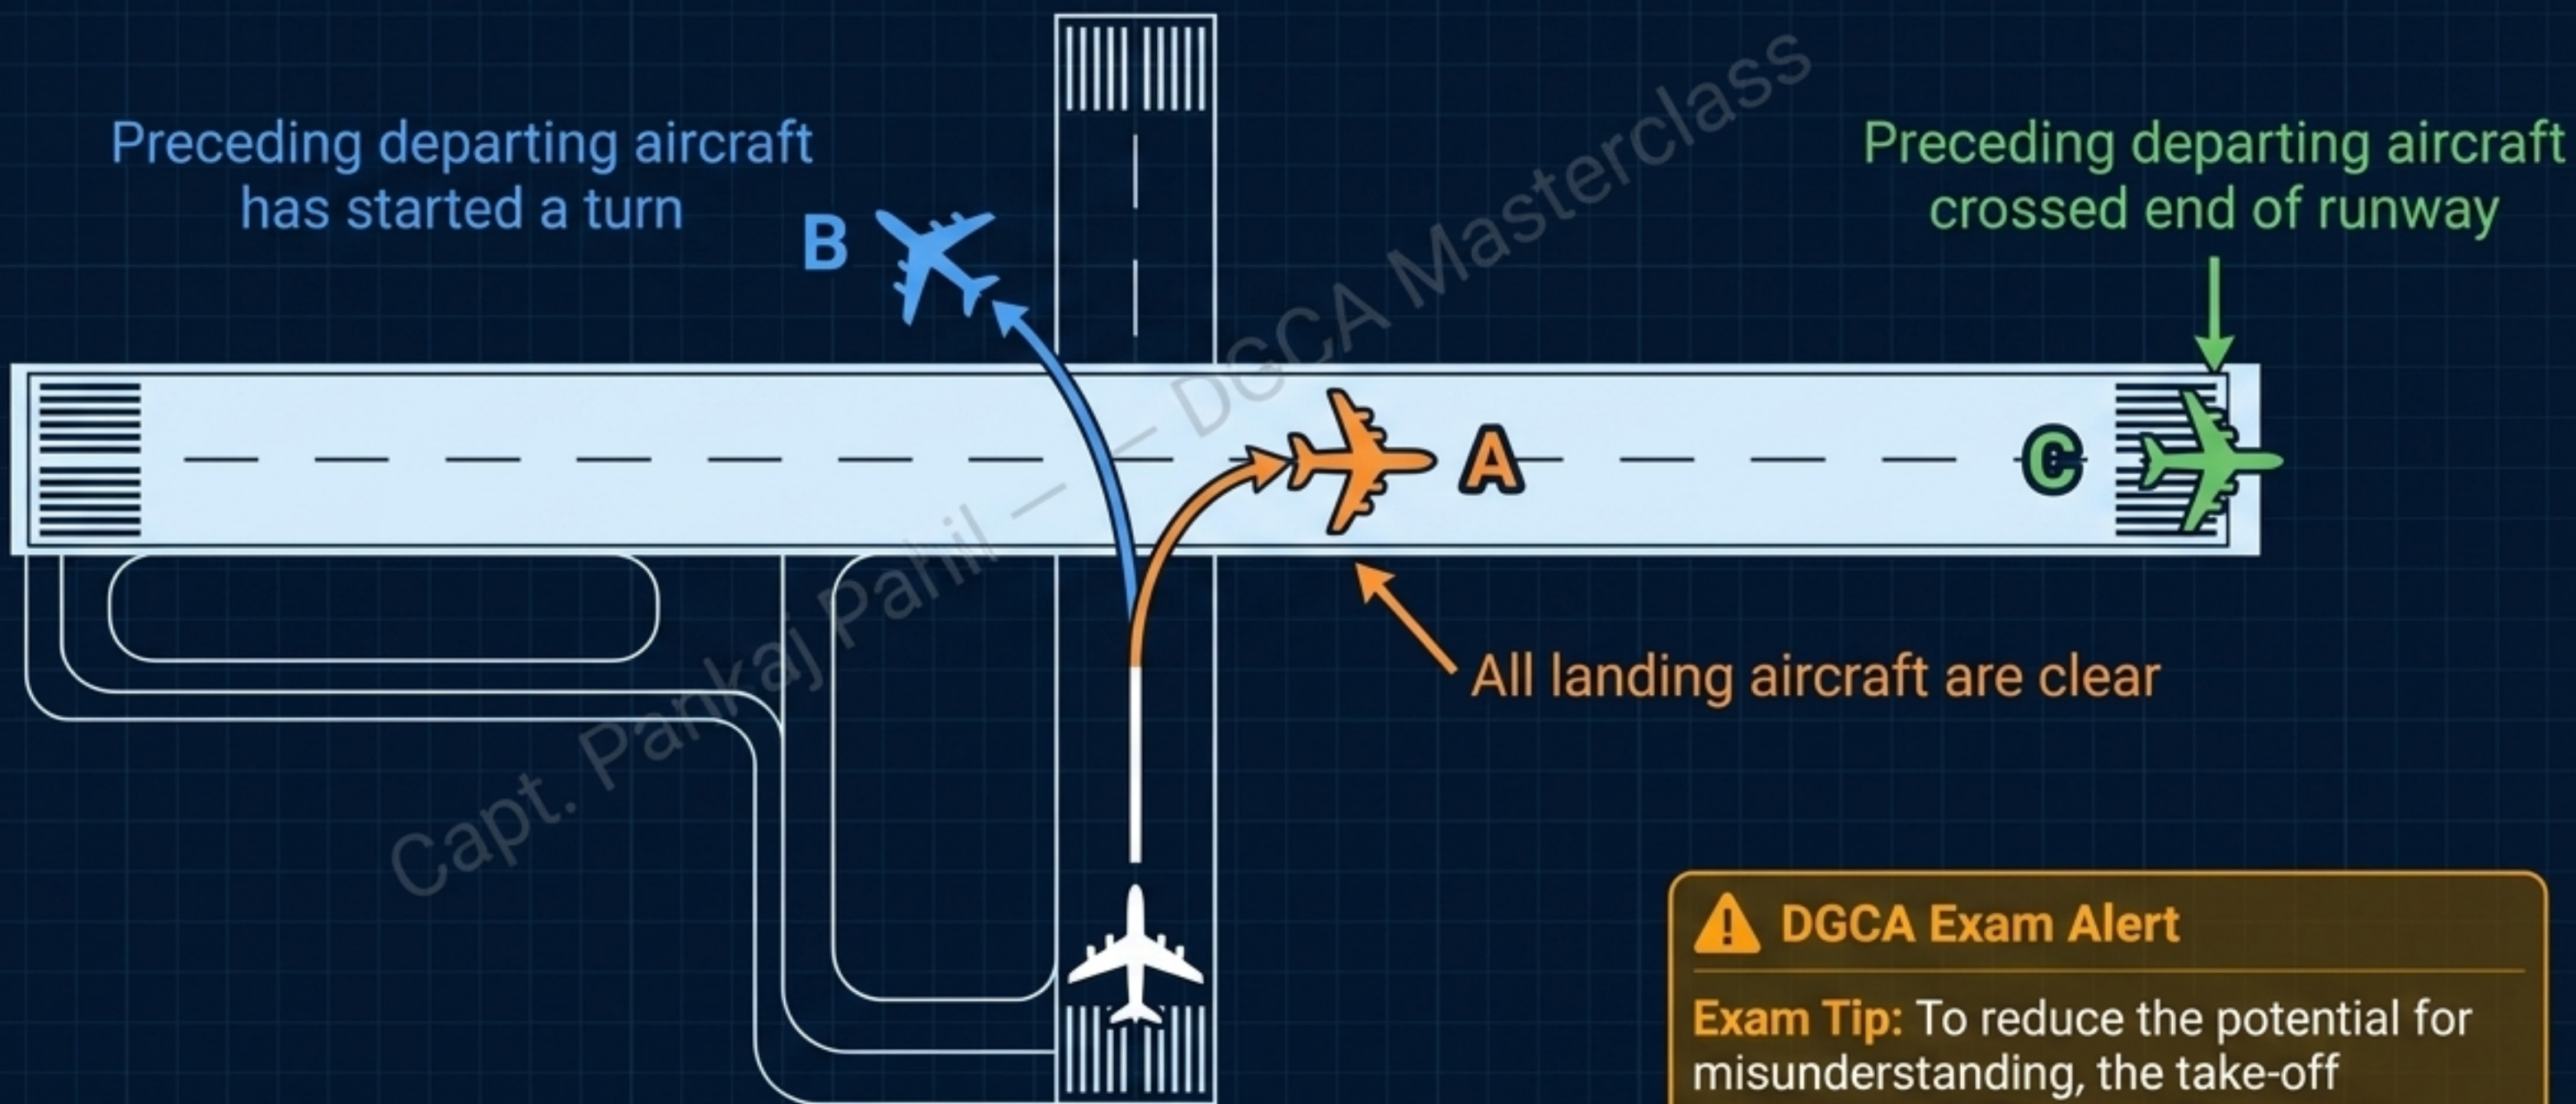 Preceding departing aircraft
has started a turn
B
Preceding departing aircraft
crossed end of runway
A
C
All landing aircraft are clear
Capt. Pankaj Pahil — DGCA Masterclass
DGCA Exam Alert
Exam Tip: To reduce the potential for
misunderstanding, the take-off